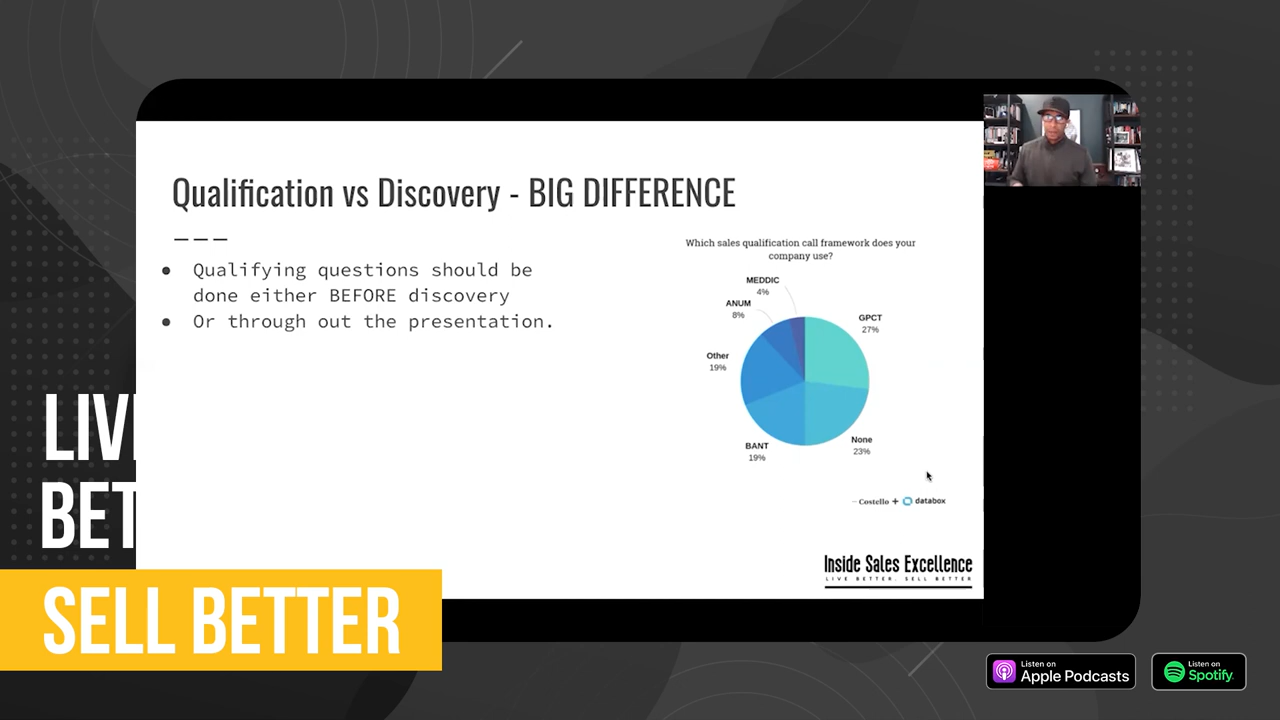 Qualification vs Discovery - BIG DIFFERENCE
● Qualifying questions should be
done either BEFORE discovery
● Or through out the presentation.
Which sales qualification call framework does your
company use?
MEDDIC
4%
ANUM
8%
GPCT
27%
Other
19%
BANT
19%
None
23%
Costello + databox
Inside Sales Excellence
LIVE BETTER. SELL BETTER
LIV
BET
SELL BETTER
Listen on
Apple Podcasts
Listen on
Spotify